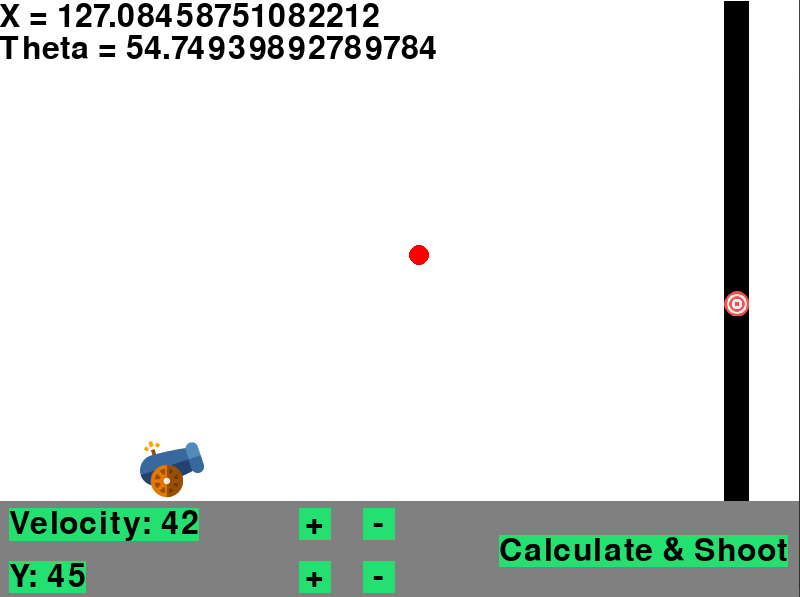 X = 127.08458751082212
Theta = 54.74939892789784
Velocity: 42 + -
Calculate & Shoot
Y: 45 + -